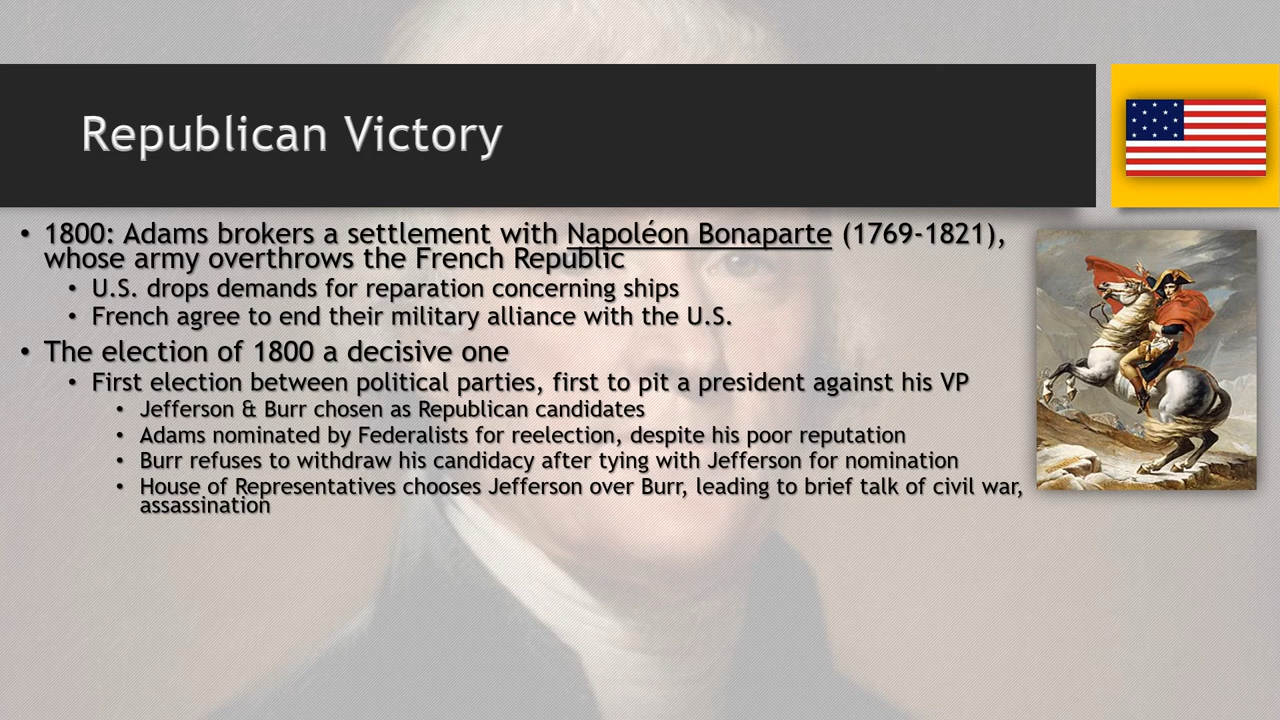 Republican Victory
• 1800: Adams brokers a settlement with Napoléon Bonaparte (1769-1821),
whose army overthrows the French Republic
• U.S. drops demands for reparation concerning ships
• French agree to end their military alliance with the U.S.
• The election of 1800 a decisive one
• First election between political parties, first to pit a president against his VP
• Jefferson & Burr chosen as Republican candidates
• Adams nominated by Federalists for reelection, despite his poor reputation
• Burr refuses to withdraw his candidacy after tying with Jefferson for nomination
• House of Representatives chooses Jefferson over Burr, leading to brief talk of civil war,
assassination